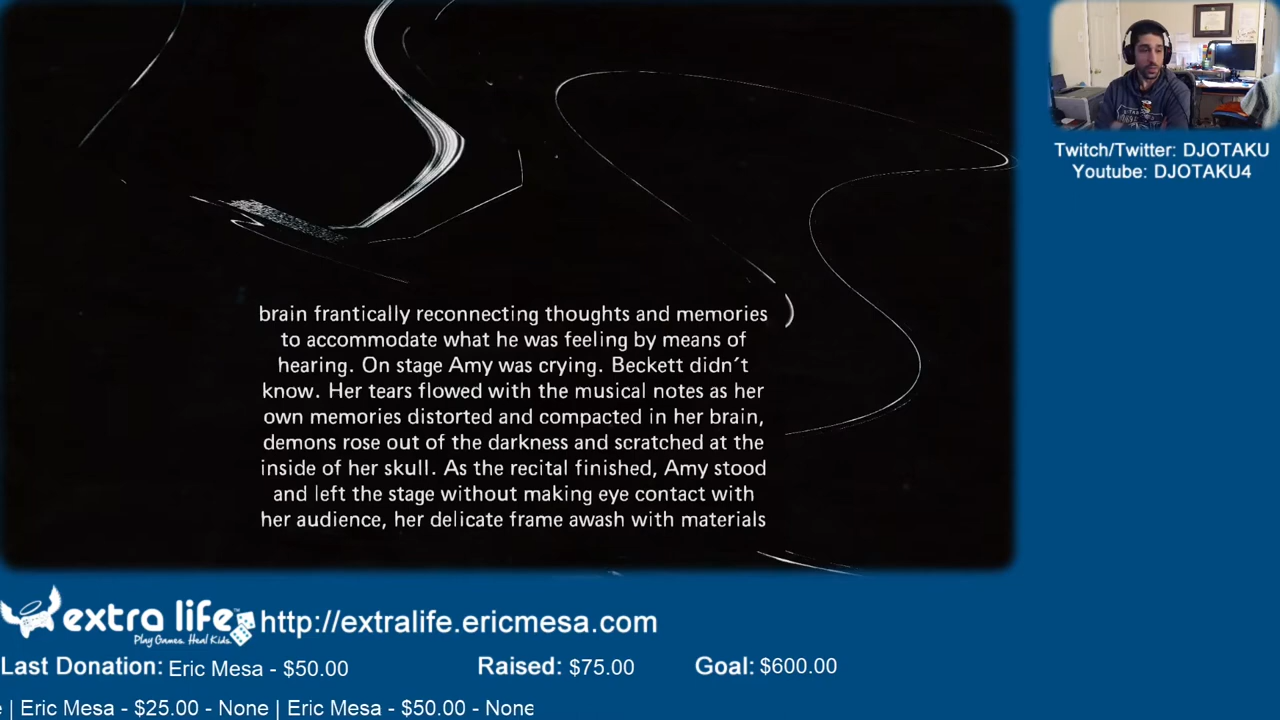 Twitch/Twitter: DJOTAKU
Youtube: DJOTAKU4
brain frantically reconnecting thoughts and memories
to accommodate what he was feeling by means of
hearing. On stage Amy was crying. Beckett didn´t
know. Her tears flowed with the musical notes as her
own memories distorted and compacted in her brain,
demons rose out of the darkness and scratched at the
inside of her skull. As the recital finished, Amy stood
and left the stage without making eye contact with
her audience, her delicate frame awash with materials
extra life
Play Games. Heal Kids.
http://extralife.ericmesa.com
Last Donation: Eric Mesa - $50.00 Raised: $75.00 Goal: $600.00
| Eric Mesa - $25.00 - None | Eric Mesa - $50.00 - None